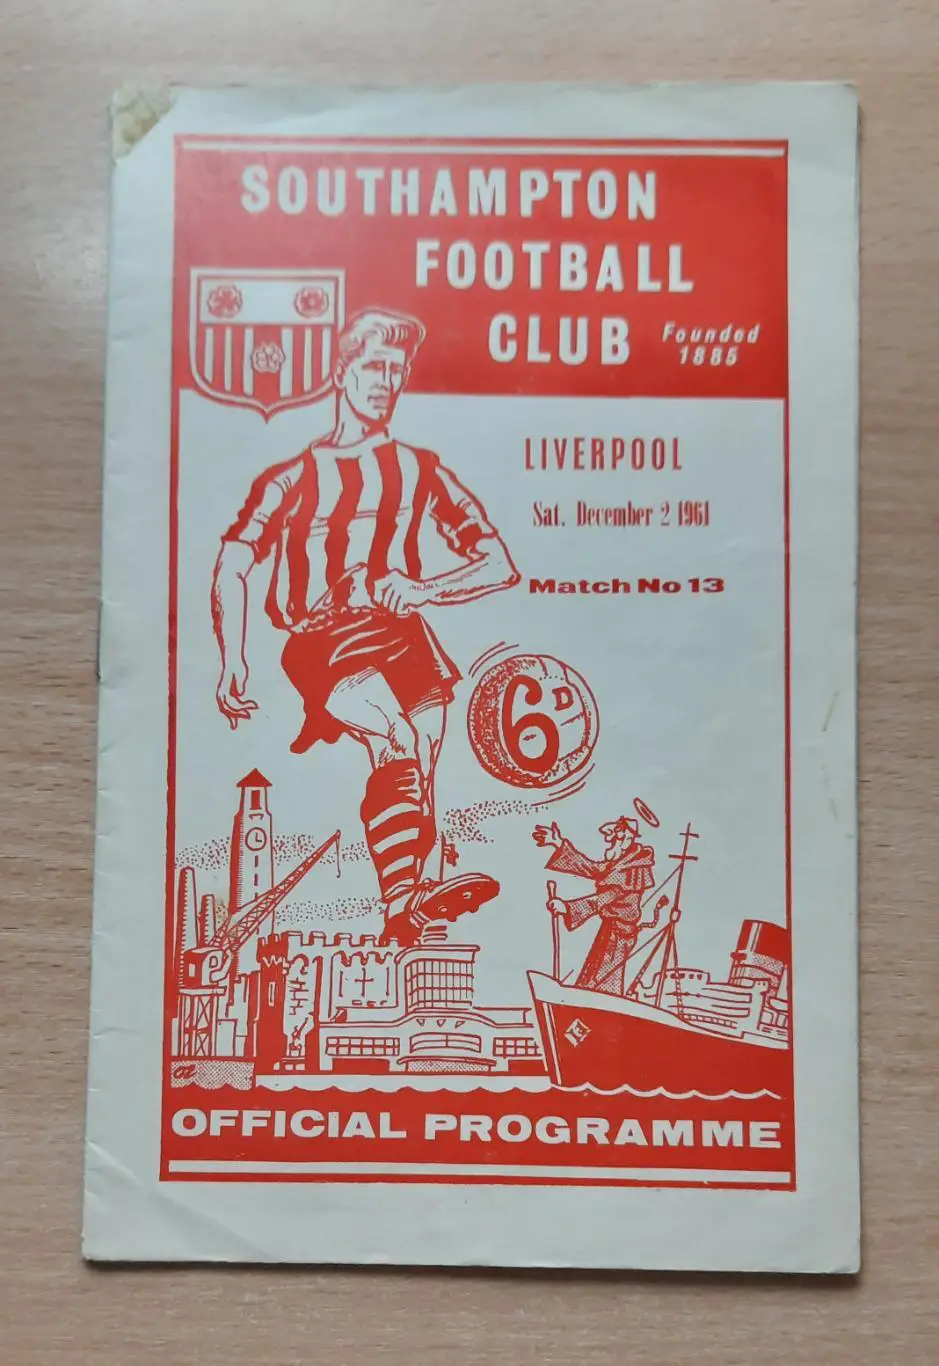 SOUTHAMPTON
FOOTBALL
CLUB Founded
1885
LIVERPOOL
Sat. December 2 1961
Match No 13
6D
OFFICIAL PROGRAMME